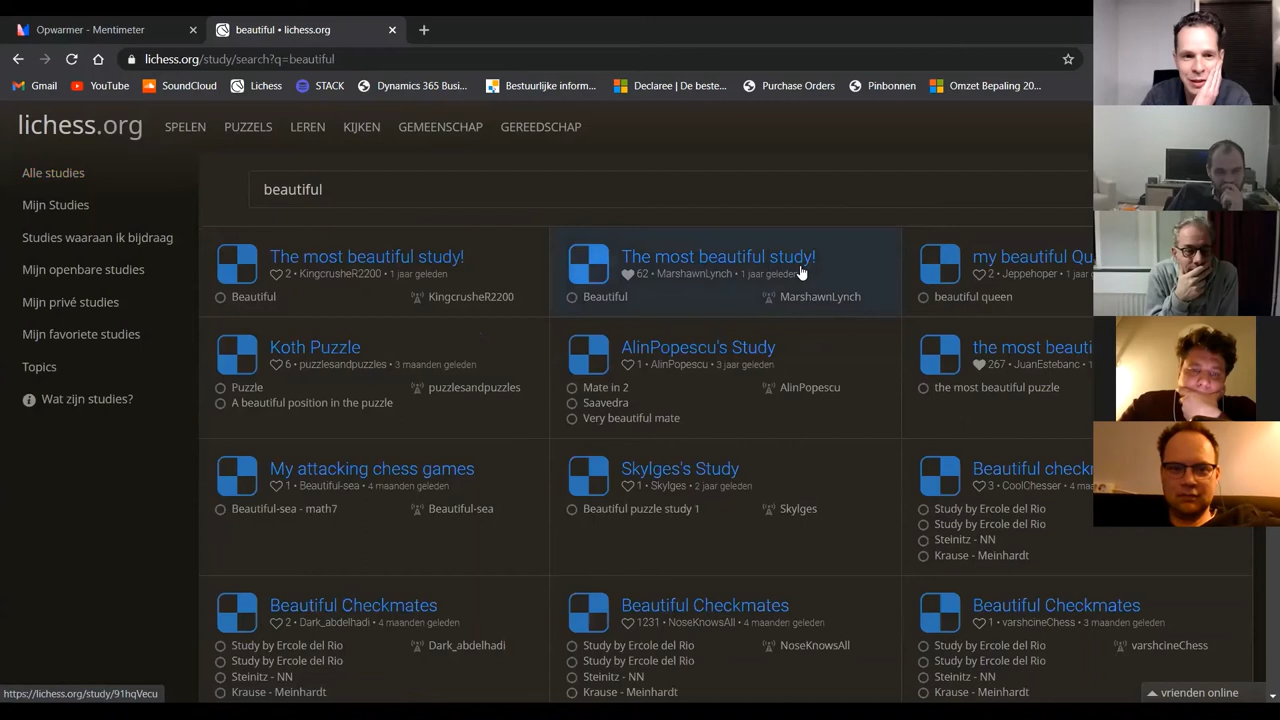 Opwarmer - Mentimeter
beautiful • lichess.org
lichess.org/study/search?q=beautiful
Gmail YouTube SoundCloud Lichess STACK Dynamics 365 Busi... Bestuurlijke inform... Declaree | De beste... Purchase Orders Pinbonnen Omzet Bepaling 20...
lichess.org SPELEN PUZZELS LEREN KIJKEN GEMEENSCHAP GEREEDSCHAP
Alle studies
Mijn Studies
Studies waaraan ik bijdraag
Mijn openbare studies
Mijn privé studies
Mijn favoriete studies
Topics
Wat zijn studies?
beautiful
The most beautiful study!
2 • KingcrusheR2200 • 1 jaar geleden
Beautiful KingcrusheR2200
The most beautiful study!
62 • MarshawnLynch • 1 jaar geleden
Beautiful MarshawnLynch
my beautiful Qu
2 • Jeppehoper • 1
beautiful queen
Koth Puzzle
6 • puzzlesandpuzzles • 3 maanden geleden
Puzzle puzzlesandpuzzles
A beautiful position in the puzzle
AlinPopescu's Study
1 • AlinPopescu • 3 jaar geleden
Mate in 2 AlinPopescu
Saavedra
Very beautiful mate
the most beauti
267 • JuanEstebanc
the most beautiful puzzle
My attacking chess games
1 • Beautiful-sea • 4 maanden geleden
Beautiful-sea - math7 Beautiful-sea
Skylges's Study
1 • Skylges • 2 jaar geleden
Beautiful puzzle study 1 Skylges
Beautiful check
3 • CoolChesser • 4 ma
Study by Ercole del Rio
Study by Ercole del Rio
Steinitz - NN
Krause - Meinhardt
Beautiful Checkmates
2 • Dark_abdelhadi • 4 maanden geleden
Study by Ercole del Rio Dark_abdelhadi
Study by Ercole del Rio
Steinitz - NN
Krause - Meinhardt
Beautiful Checkmates
1231 • NoseKnowsAll • 4 maanden geleden
Study by Ercole del Rio NoseKnowsAll
Study by Ercole del Rio
Steinitz - NN
Krause - Meinhardt
Beautiful Checkmates
1 • varshcineChess • 3 maanden geleden
Study by Ercole del Rio varshcineChess
Study by Ercole del Rio
Steinitz - NN
Krause - Meinhardt
https://lichess.org/study/91hqVecu
vrienden online